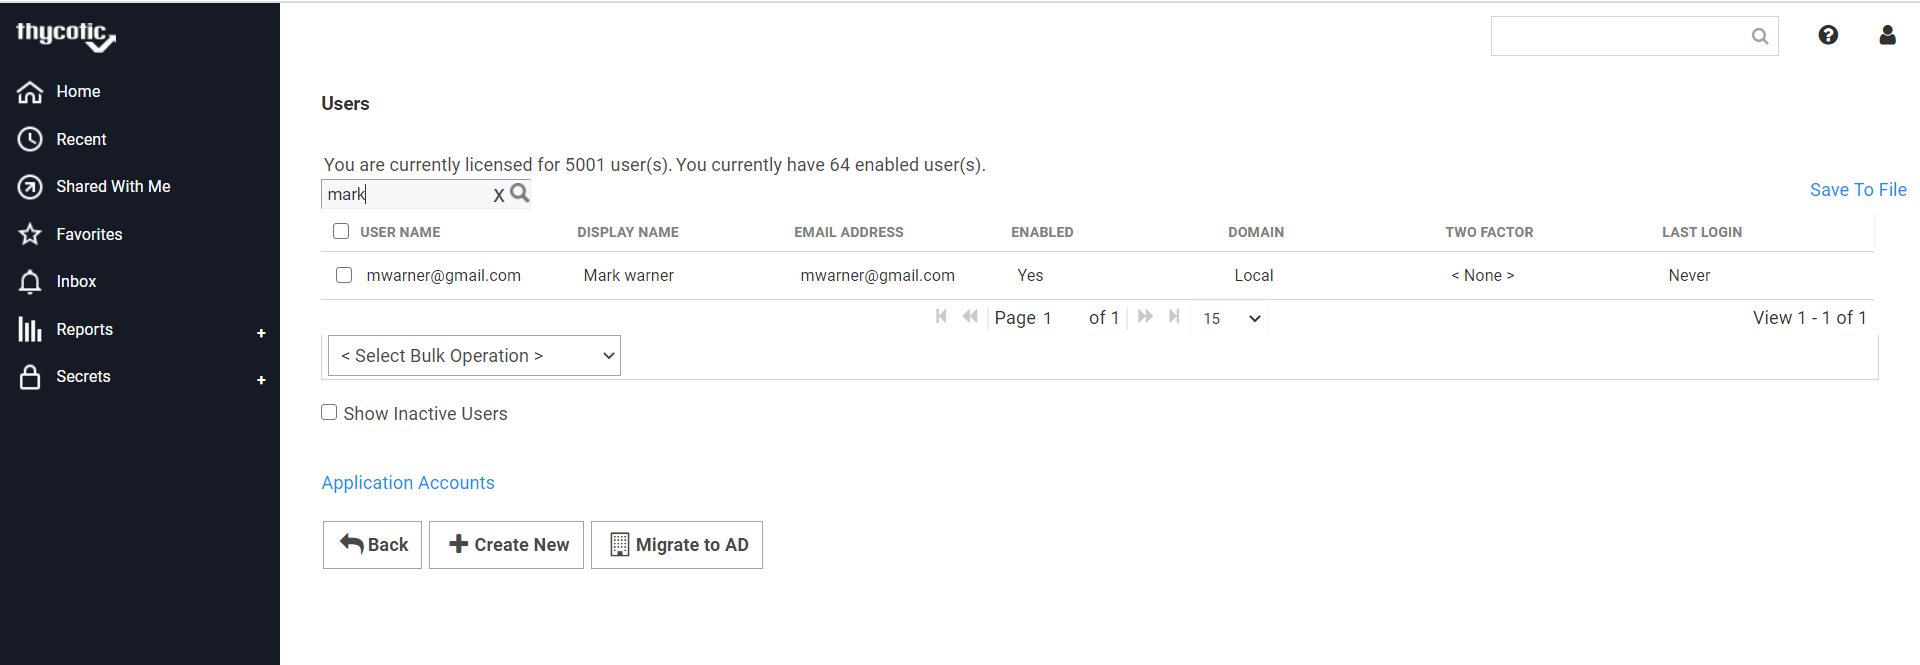 thycotic
Home
Recent
Shared With Me
Favorites
Inbox
Reports +
Secrets +
Users
You are currently licensed for 5001 user(s). You currently have 64 enabled user(s).
mark X
Save To File
USER NAME DISPLAY NAME EMAIL ADDRESS ENABLED DOMAIN TWO FACTOR LAST LOGIN
mwarner@gmail.com Mark warner mwarner@gmail.com Yes Local < None > Never
Page 1 of 1 15 View 1 - 1 of 1
< Select Bulk Operation >
Show Inactive Users
Application Accounts
Back Create New Migrate to AD